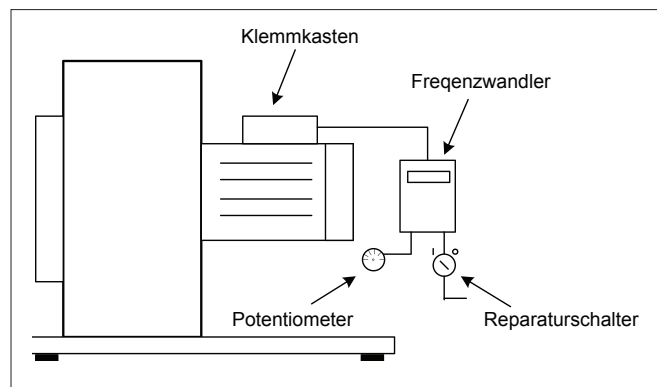 Klemmkasten
Freqenzwandler
I O
Potentiometer
Reparaturschalter